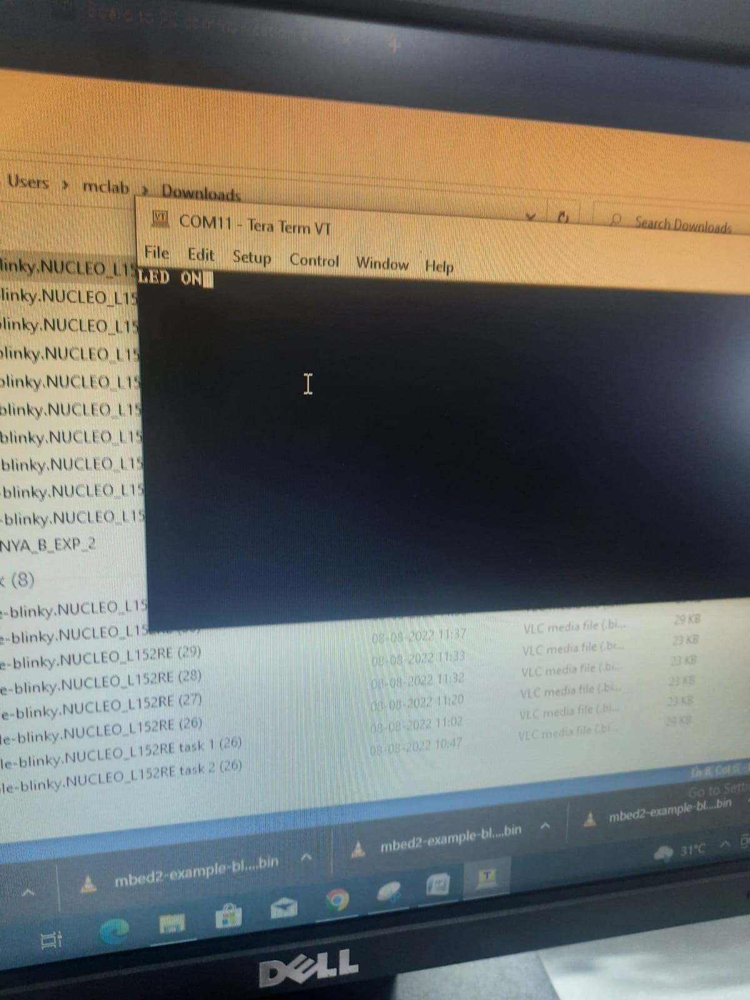 Users > mclab > Downloads
Search Downloads
COM11 - Tera Term VT
File Edit Setup Control Window Help
LED ON
linky.NUCLEO_L15
linky.NUCLEO_L15
linky.NUCLEO_L15
linky.NUCLEO_L15
blinky.NUCLEO_L15
blinky.NUCLEO_L15
blinky.NUCLEO_L15
blinky.NUCLEO_L15
-blinky.NUCLEO_L15
-blinky.NUCLEO_L15
NYA_B_EXP_2
(8)
e-blinky.NUCLEO_L15
e-blinky.NUCLEO_L15
08-08-2022 11:37 VLC media file (.bi... 29 KB
e-blinky.NUCLEO_L152RE (29) 08-08-2022 11:33 VLC media file (.bi... 23 KB
e-blinky.NUCLEO_L152RE (28) 08-08-2022 11:32 VLC media file (.bi... 23 KB
e-blinky.NUCLEO_L152RE (27) 08-08-2022 11:20 VLC media file (.bi... 23 KB
le-blinky.NUCLEO_L152RE (26) 08-08-2022 11:02 VLC media file (.bi... 23 KB
le-blinky.NUCLEO_L152RE task 1 (26) 08-08-2022 10:47 VLC media file (.bi... 29 KB
le-blinky.NUCLEO_L152RE task 2 (26)
Go to Setti
mbed2-example-bl....bin
mbed2-example-bl....bin
mbed2-example-bl....bin
31°C
DELL